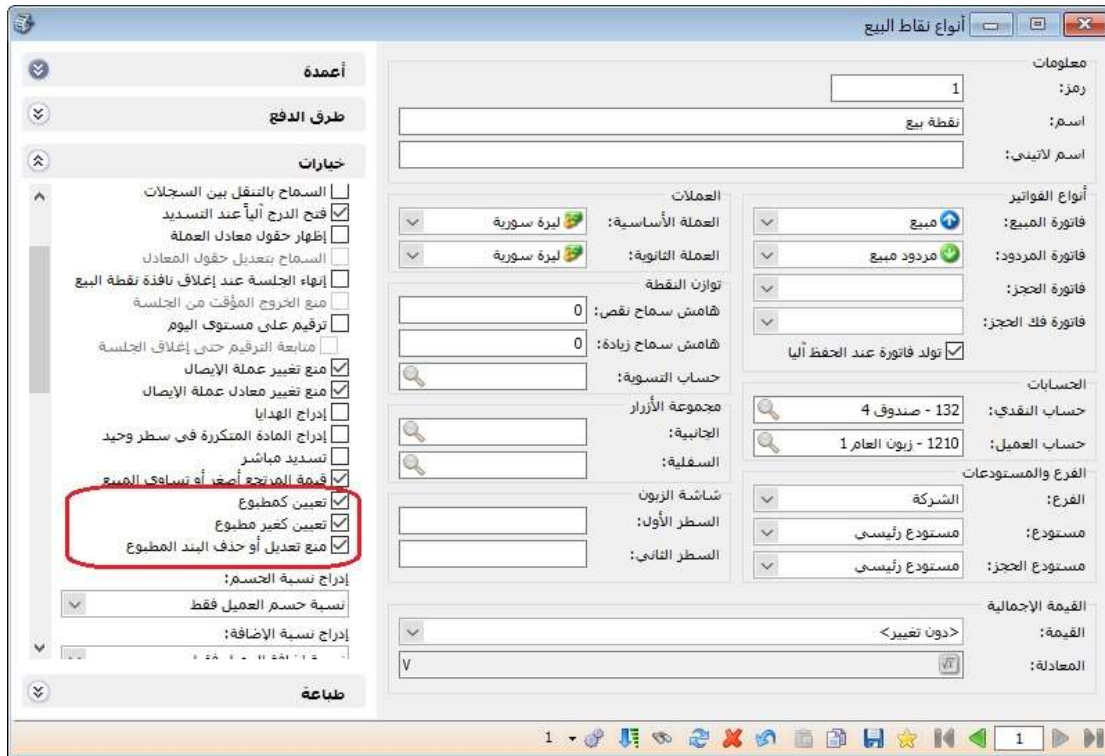 أنواع نقاط البيع
معلومات
رمز: 1
اسم: نقطة بيع
اسم لاتيني:
أنواع الفواتير
فاتورة المبيع: مبيع
فاتورة المردود: مردود مبيع
فاتورة الحجز:
فاتورة فك الحجز:
تولد فاتورة عند الحفظ آليا
الحسابات
حساب النقدي: 132 - صندوق 4
حساب العميل: 1210 - زبون العام 1
الفرع والمستودعات
الفرع: الشركة
مستودع: مستودع رئيسي
مستودع الحجز: مستودع رئيسي
العملات
العملة الأساسية: ليرة سورية
العملة الثانوية: ليرة سورية
توازن النقطة
هامش سماح نقص: 0
هامش سماح زيادة: 0
حساب التسوية:
مجموعة الأزرار
الجانبية:
السفلية:
شاشة الزبون
السطر الأول:
السطر الثاني:
القيمة الإجمالية
القيمة: <دون تغيير>
المعادلة: V
أعمدة
طرق الدفع
خيارات
السماح بالتنقل بين السجلات
فتح الدرج آلياً عند التسديد
إظهار حقول معادل العملة
السماح بتعديل حقول المعادل
إنهاء الجلسة عند إغلاق نافذة نقطة البيع
منع الخروج المؤقت من الجلسة
ترقيم على مستوى اليوم
متابعة الترقيم حتى إغلاق الجلسة
منع تغيير عملة الإيصال
منع تغيير معادل عملة الإيصال
إدراج الهدايا
إدراج المادة المتكررة في سطر وحيد
تسديد مباشر
قيمة المرتجع أصغر أو تساوي المبيع
تعيين كمطبوع
تعيين كغير مطبوع
منع تعديل أو حذف البند المطبوع
إدراج نسبة الحسم:
نسبة حسم العميل فقط
إدراج نسبة الإضافة:
طباعة
1
1